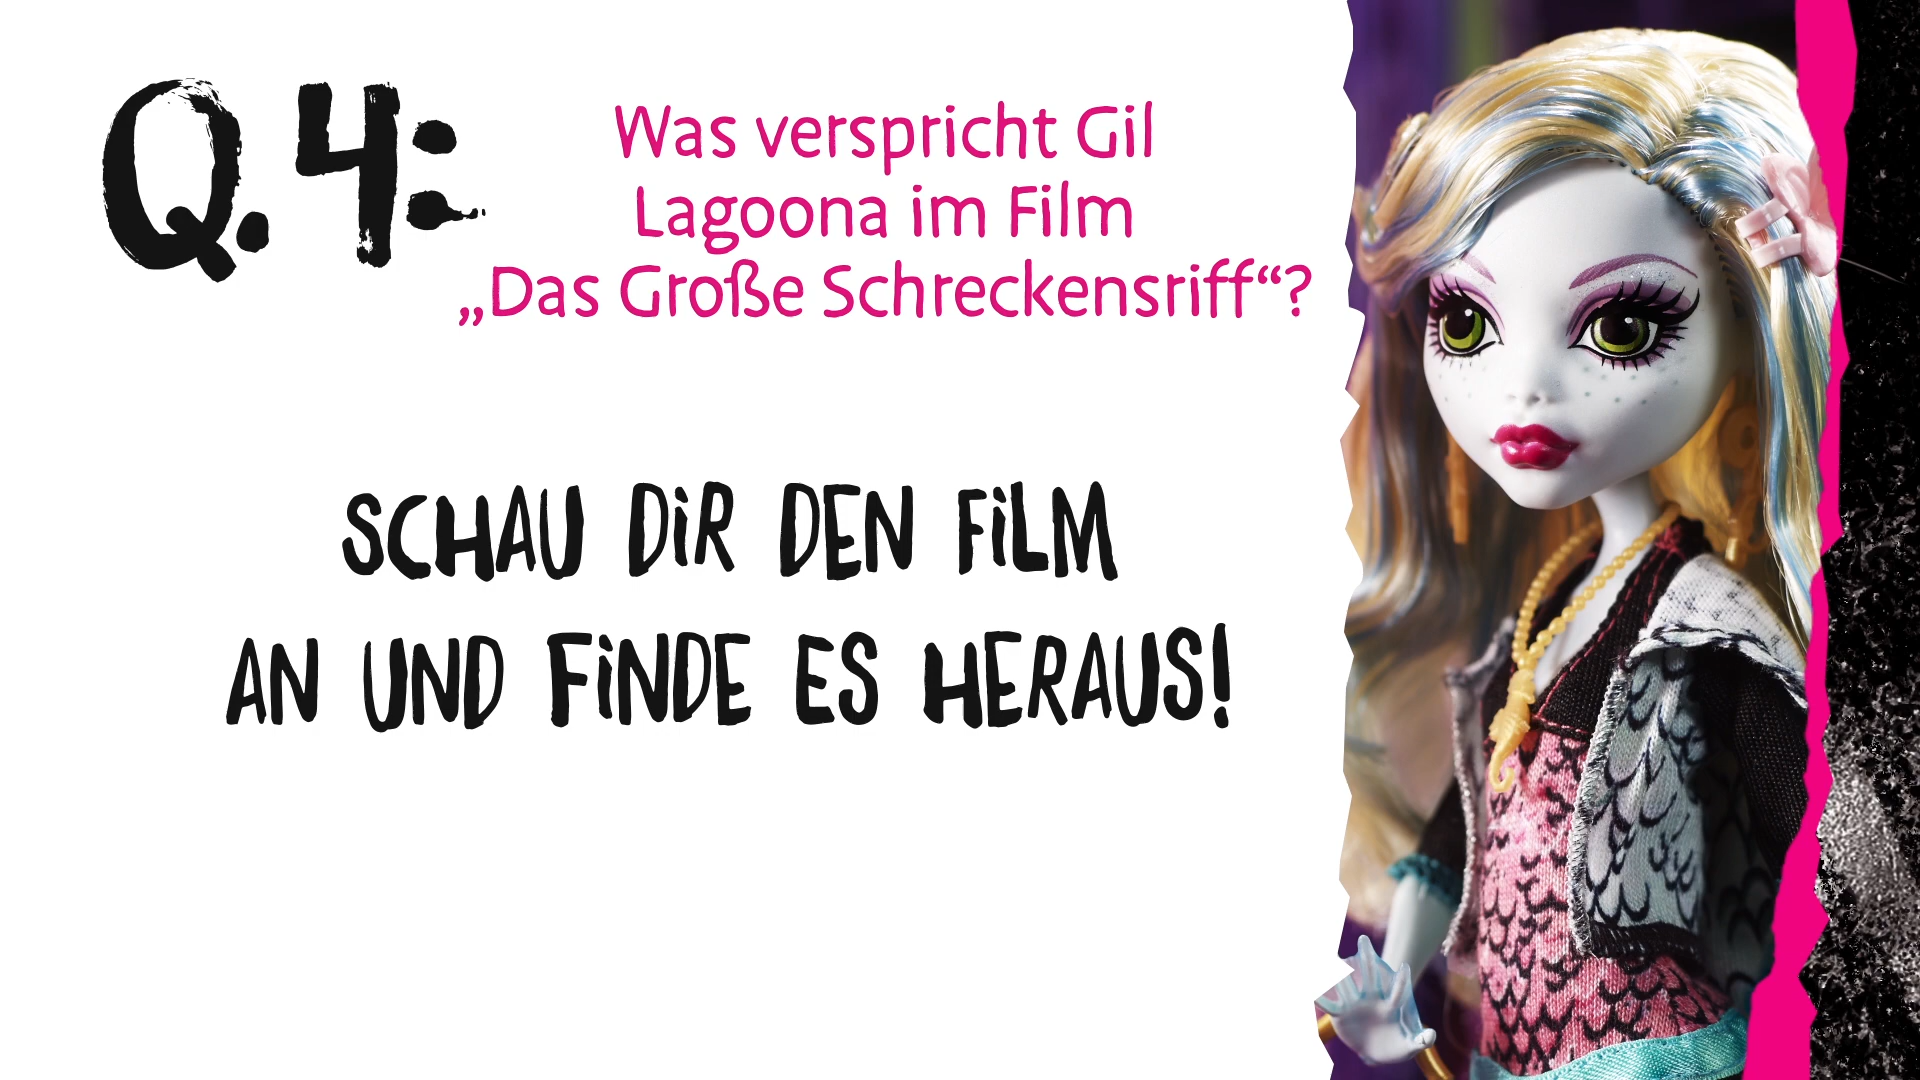 Q.4:
Was verspricht Gil
Lagoona im Film
„Das Große Schreckensriff“?
SCHAU DiR DEN FiLM
AN UND FiNDE ES HERAUS!